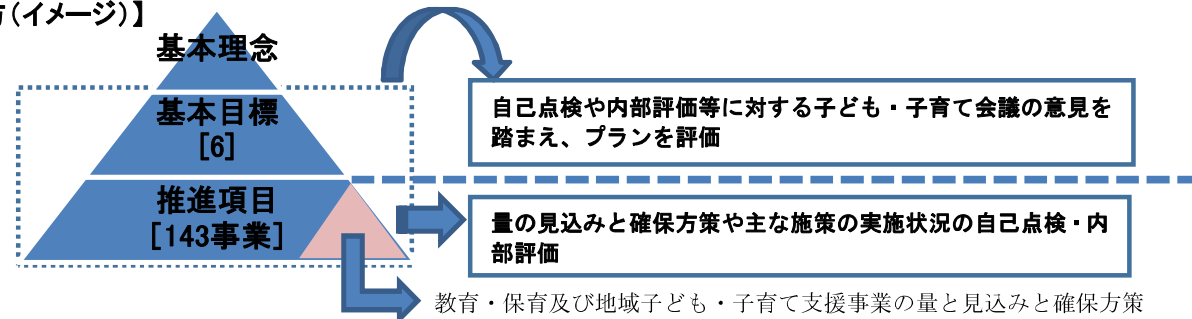 （イメージ）】
基本理念
基本目標
[6]
推進項目
[143事業]
自己点検や内部評価等に対する子ども・子育て会議の意見を
踏まえ、プランを評価
量の見込みと確保方策や主な施策の実施状況の自己点検・内
部評価
教育・保育及び地域子ども・子育て支援事業の量と見込みと確保方策